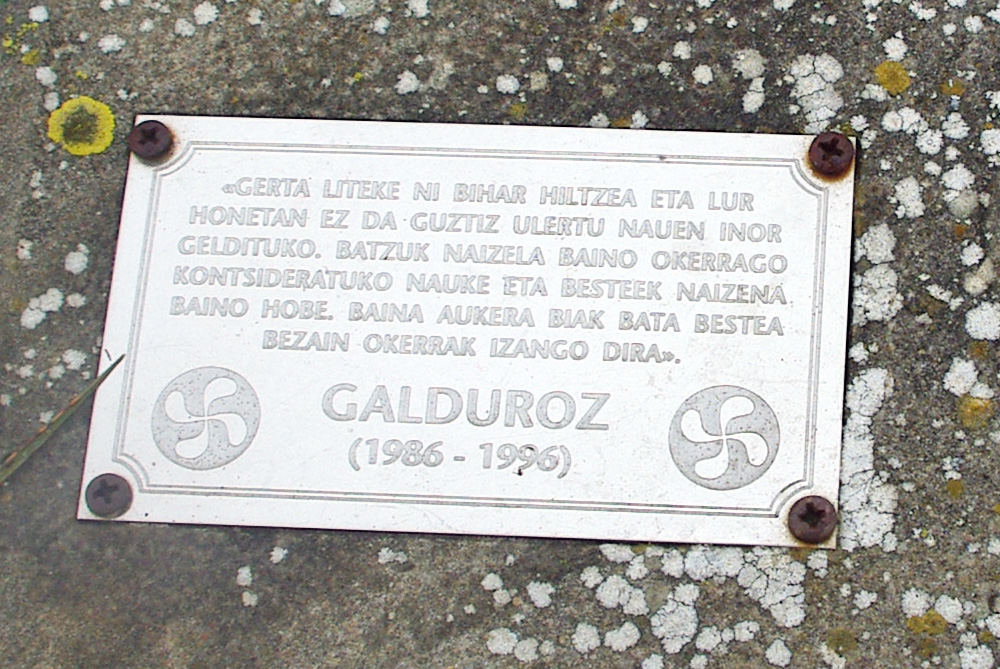 «GERTA LITEKE NI BIHAR HILTZEA ETA LUR
HONETAN EZ DA GUZTIZ ULERTU NAUEN INOR
GELDITUKO. BATZUK NAIZELA BAINO OKERRAGO
KONTSIDERATUKO NAUKE ETA BESTEEK NAIZENA
BAINO HOBE. BAINA AUKERA BIAK BATA BESTEA
BEZAIN OKERRAK IZANGO DIRA».
GALDUROZ
(1986 - 1996)